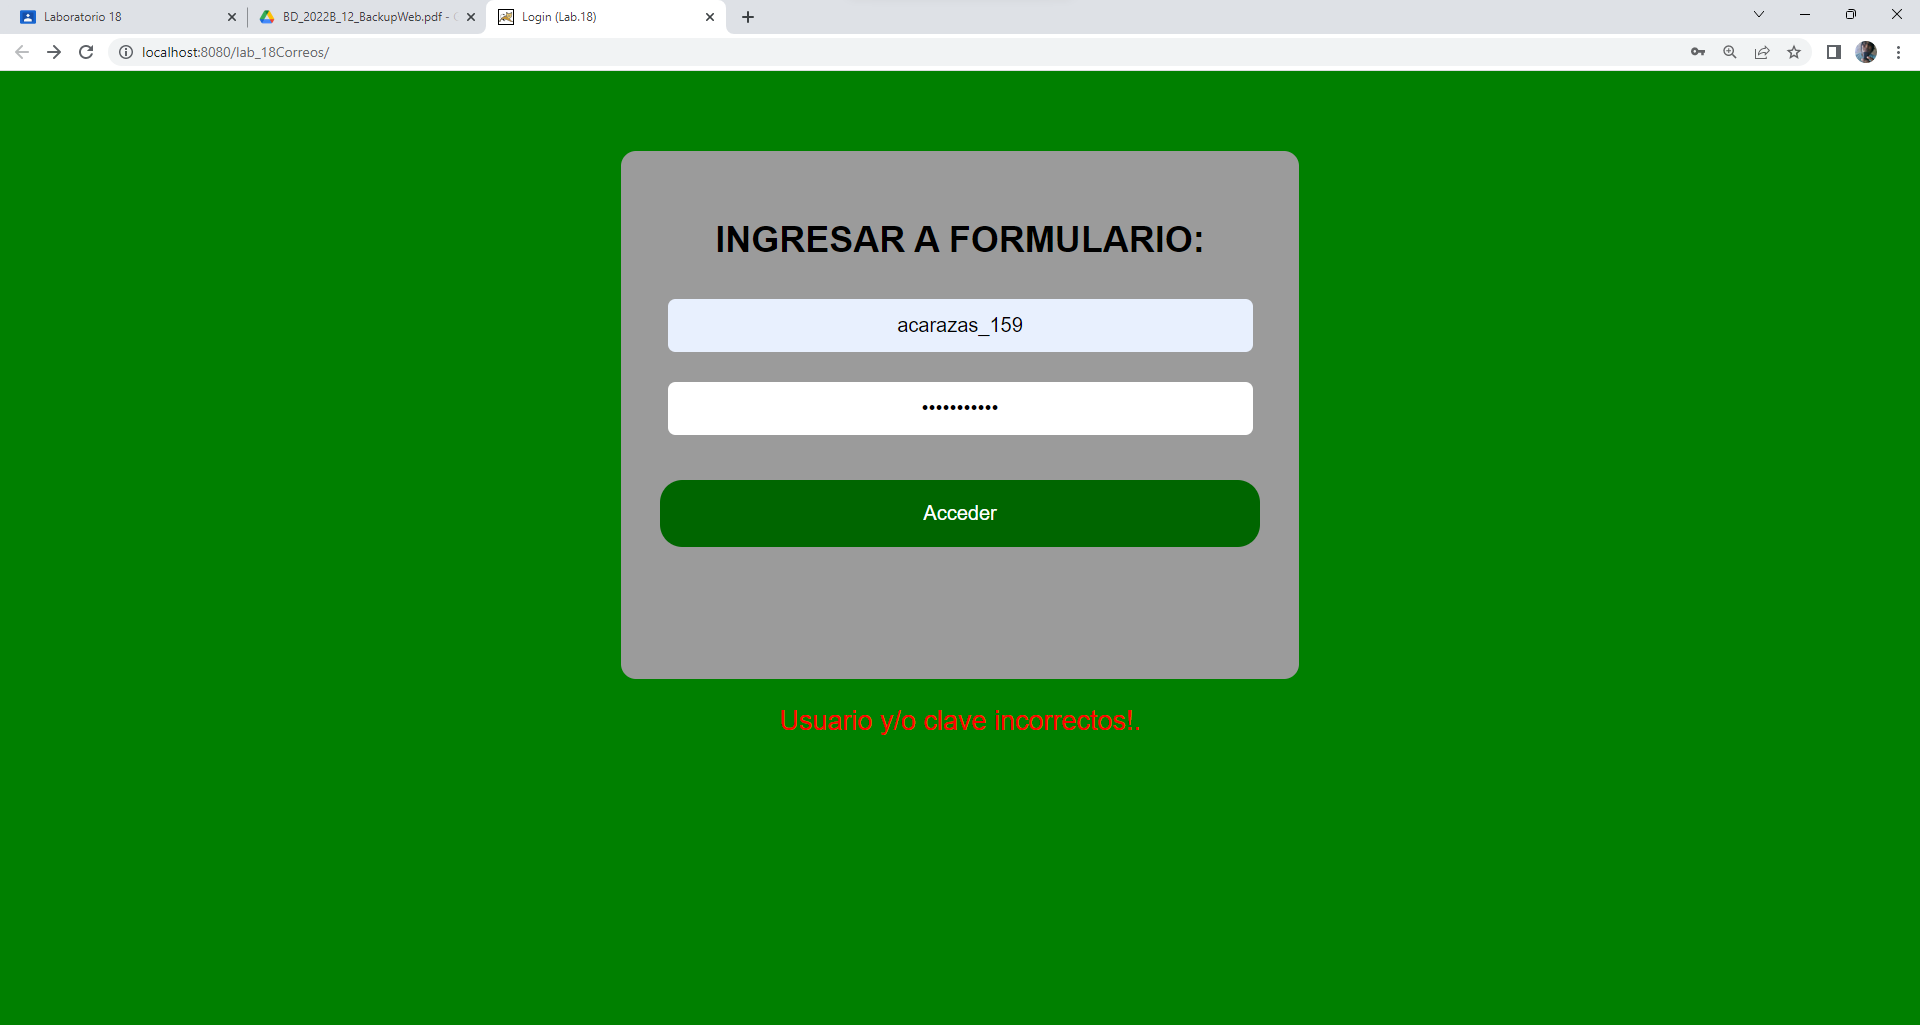 Laboratorio 18
BD_2022B_12_BackupWeb.pdf -
Login (Lab.18)
localhost:8080/lab_18Correos/
INGRESAR A FORMULARIO:
acarazas_159
•••••••••••
Acceder
Usuario y/o clave incorrectos!.